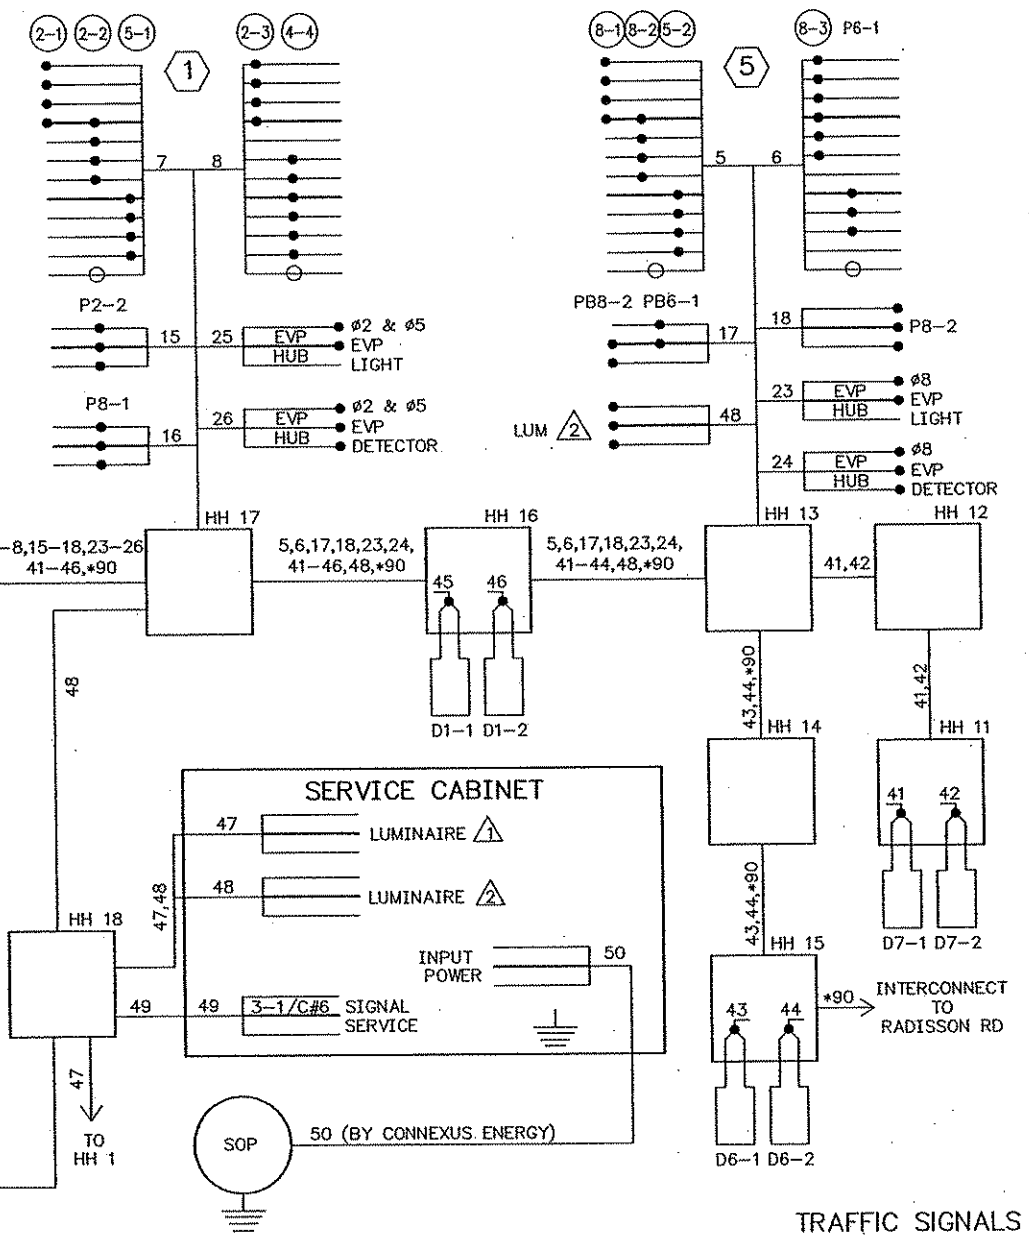 2-1 2-2 5-1
2-3 4-4
8-1 8-2 5-2
8-3 P6-1
1
5
7 8
5 6
P2-2
15
25 EVP HUB
ø2 & ø5
EVP
LIGHT
P8-1
16
26 EVP HUB
ø2 & ø5
EVP
DETECTOR
PB8-2 PB6-1
17
18
P8-2
LUM 2
48
23 EVP HUB
ø8
EVP
LIGHT
24 EVP HUB
ø8
EVP
DETECTOR
HH 17
HH 16
HH 13
HH 12
-8,15-18,23-26
41-46,*90
5,6,17,18,23,24,
41-46,48,*90
5,6,17,18,23,24,
41-44,48,*90
41,42
45 46
D1-1 D1-2
48
43,44,*90
41,42
HH 14
HH 11
41 42
D7-1 D7-2
SERVICE CABINET
47
LUMINAIRE 1
48
LUMINAIRE 2
47,48
INPUT
POWER
50
HH 18
49 49 3-1/C#6 SIGNAL
SERVICE
43,44,*90
HH 15
43 44
*90
INTERCONNECT
TO
RADISSON RD
D6-1 D6-2
47
TO
HH 1
SOP
50 (BY CONNEXUS ENERGY)
TRAFFIC SIGNALS